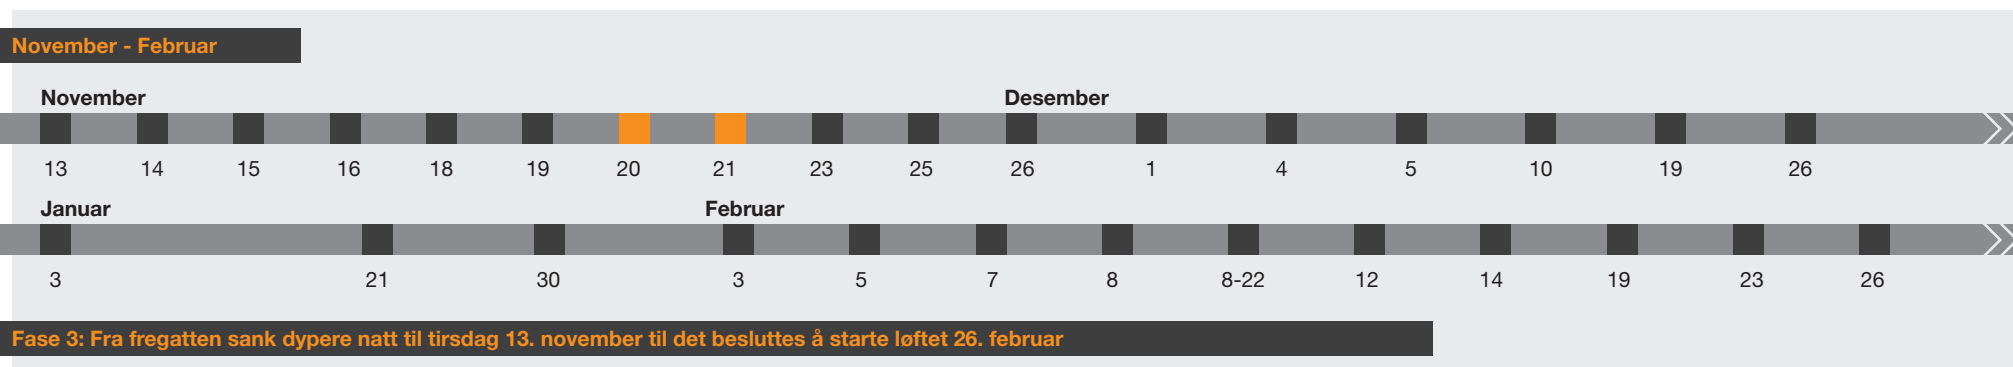 November - Februar
November Desember
13 14 15 16 18 19 20 21 23 25 26 1 4 5 10 19 26
Januar Februar
3 21 30 3 5 7 8 8-22 12 14 19 23 26
Fase 3: Fra fregatten sank dypere natt til tirsdag 13. november til det besluttes å starte løftet 26. februar